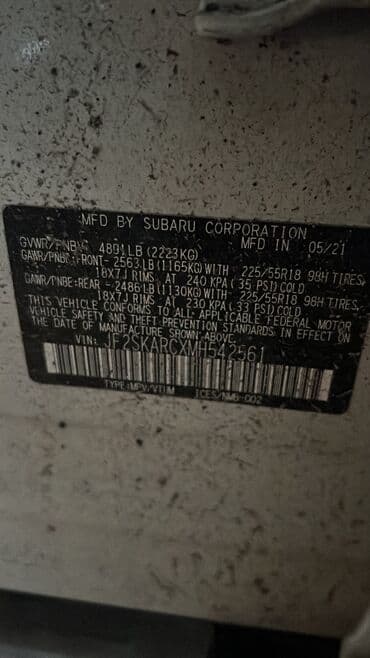 MFD BY SUBARU CORPORATION
MFD IN 05/21
GVWR/PNBV- 4891LB (2223KG)
GAWR/PNBE-FRONT- 2563LB(1165KG)WITH 225/55R18 98H TIRES,
18X7J RIMS, AT 240 KPA (35 PSI) COLD
GAWR/PNBE-REAR -2486LB(1130KG)WITH 225/55R18 98H TIRES,
18X7J RIMS, AT 230 KPA (33 PSI) COLD
THIS VEHICLE CONFORMS TO ALL APPLICABLE FEDERAL MOTOR
VEHICLE SAFETY AND THEFT PREVENTION STANDARDS IN EFFECT ON
THE DATE OF MANUFACTURE SHOWN ABOVE.
VIN: JF2SKARCXMH542561
TYPE:MPV/VTUM ICES/NMB-002